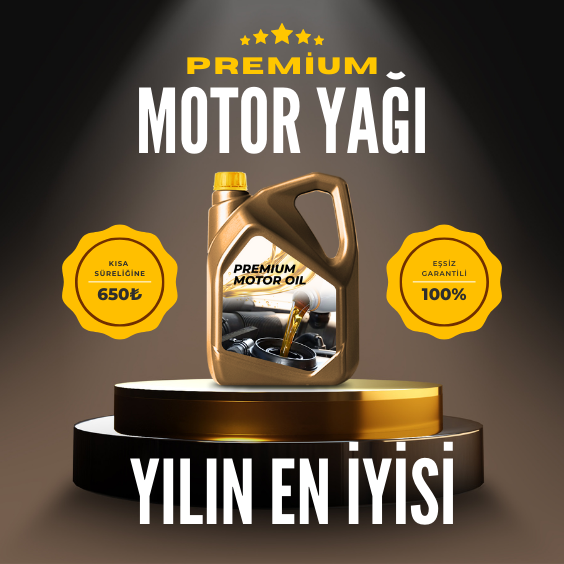 PREMİUM
MOTOR YAĞI
KISA
SÜRELİĞİNE
650₺
EŞSİZ
GARANTİLİ
100%
PREMIUM
MOTOR OIL
YILIN EN İYİSİ